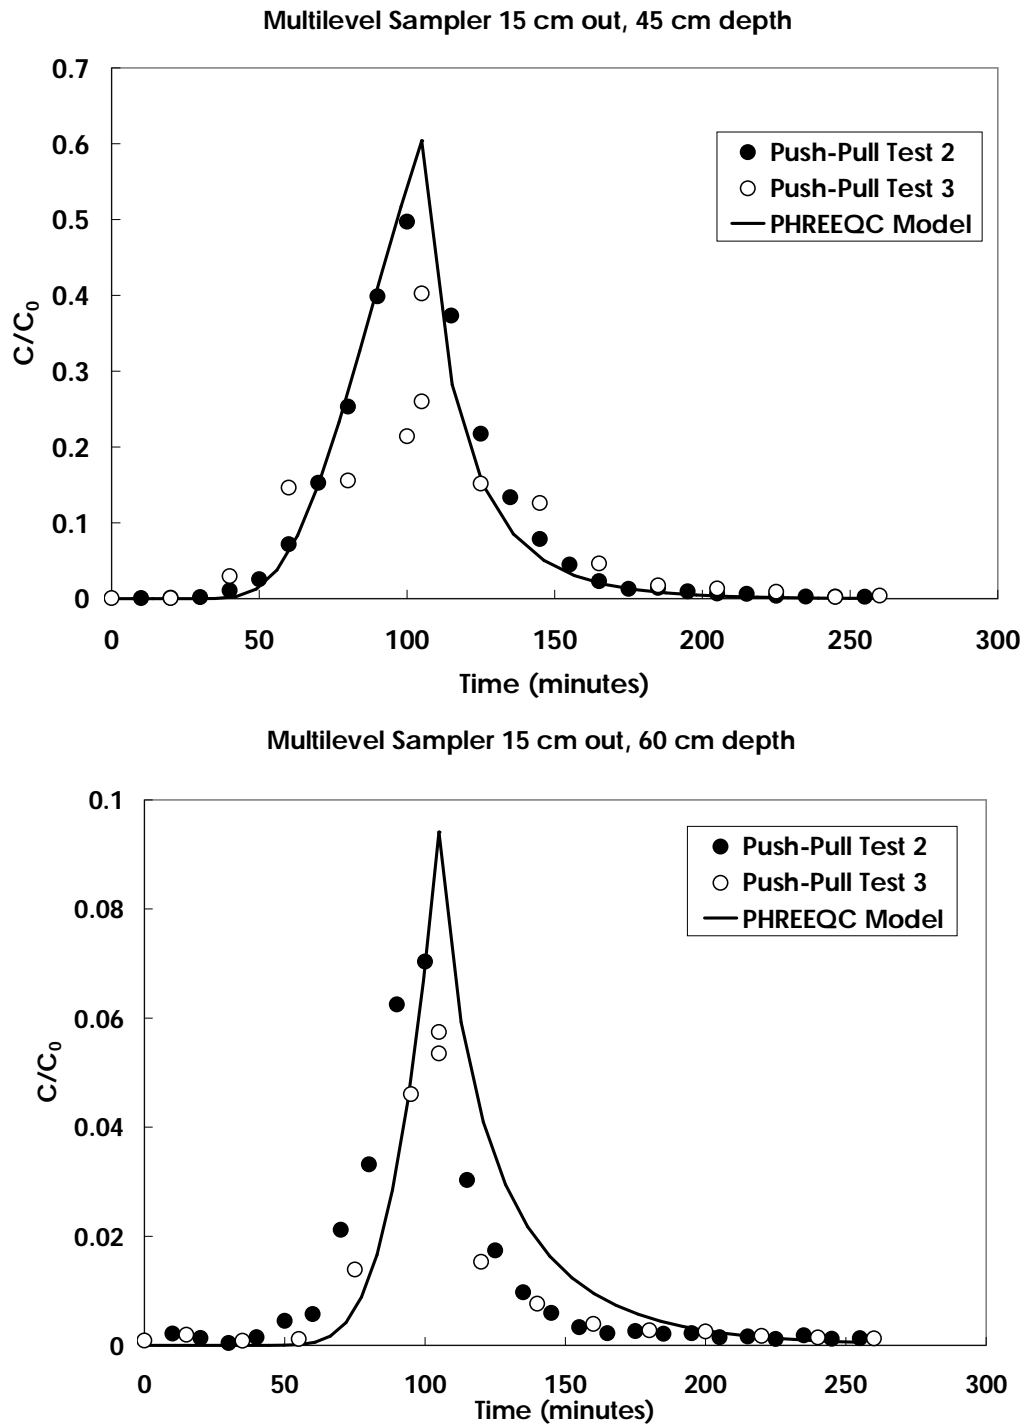 Multilevel Sampler 15 cm out, 45 cm depth
0.7
0.6
0.5
0.4
0.3
0.2
0.1
0
C/C₀
Push-Pull Test 2
Push-Pull Test 3
PHREEQC Model
0 50 100 150 200 250 300
Time (minutes)
Multilevel Sampler 15 cm out, 60 cm depth
0.1
0.08
0.06
0.04
0.02
0
C/C₀
Push-Pull Test 2
Push-Pull Test 3
PHREEQC Model
0 50 100 150 200 250 300
Time (minutes)